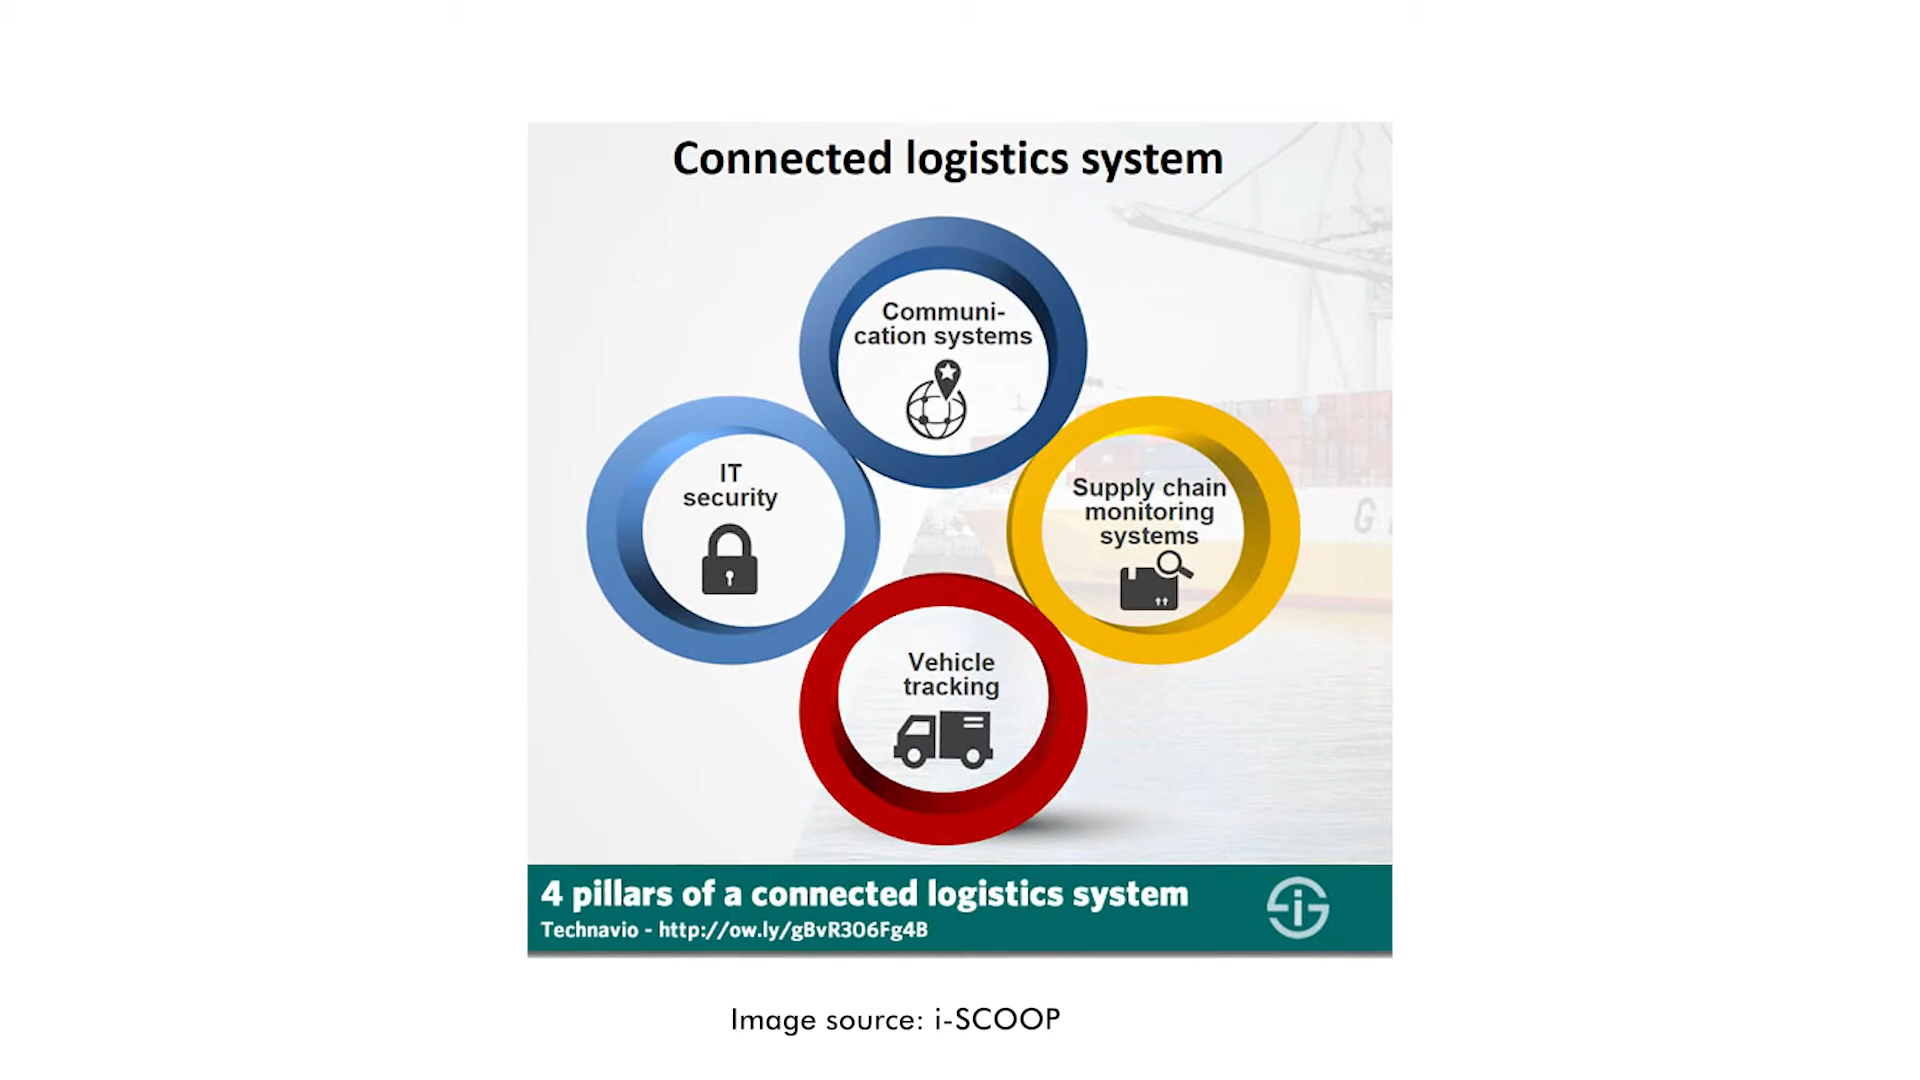 Connected logistics system
Communi-
cation systems
IT
security
Supply chain
monitoring
systems
Vehicle
tracking
4 pillars of a connected logistics system
Technavio - http://ow.ly/gBvR306Fg4B
Image source: i-SCOOP